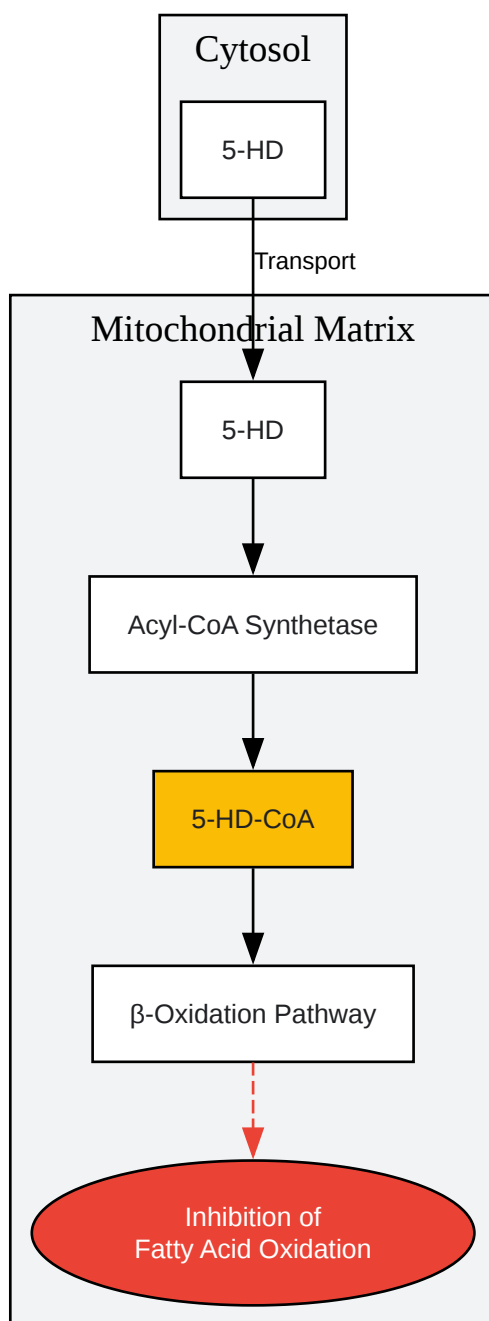 Cytosol
5-HD
Transport
Mitochondrial Matrix
5-HD
Acyl-CoA Synthetase
5-HD-CoA
β-Oxidation Pathway
Inhibition of
Fatty Acid Oxidation